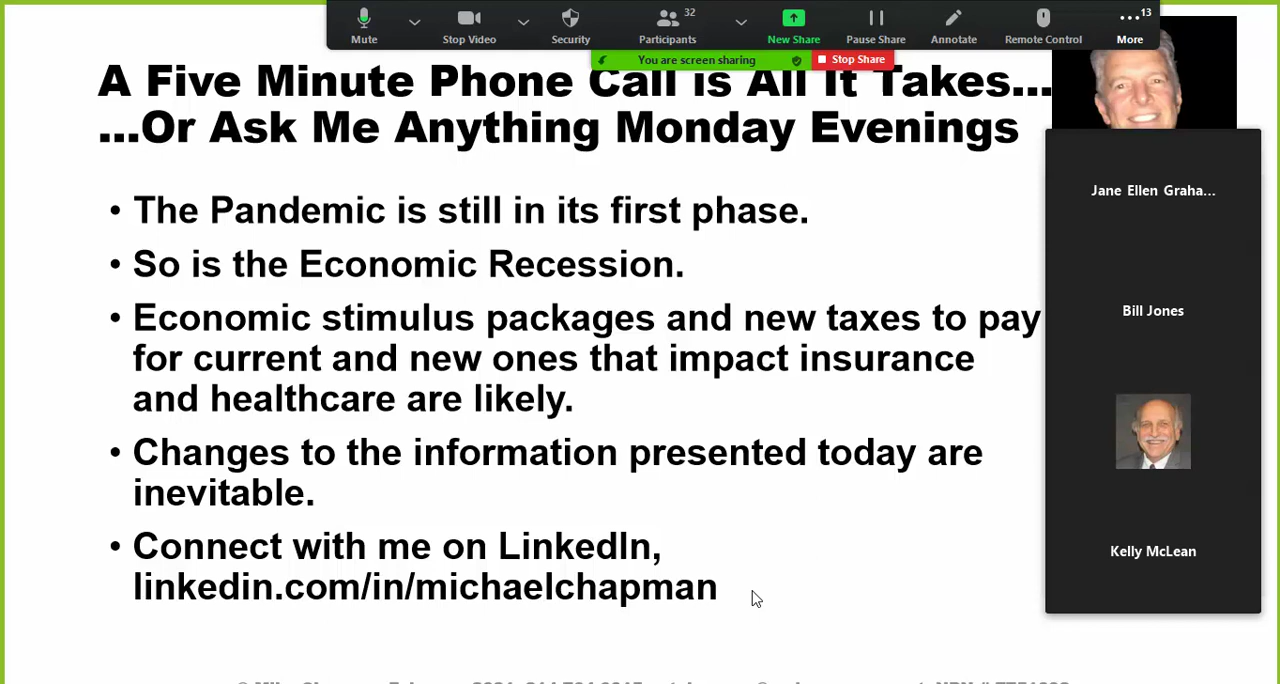 Mute
Stop Video
Security
Participants
32
New Share
Pause Share
Annotate
Remote Control
More
13
You are screen sharing
Stop Share
A Five Minute Phone Call is All It Takes...
...Or Ask Me Anything Monday Evenings
• The Pandemic is still in its first phase.
• So is the Economic Recession.
• Economic stimulus packages and new taxes to pay
for current and new ones that impact insurance
and healthcare are likely.
• Changes to the information presented today are
inevitable.
• Connect with me on LinkedIn,
linkedin.com/in/michaelchapman
Jane Ellen Graha...
Bill Jones
Kelly McLean